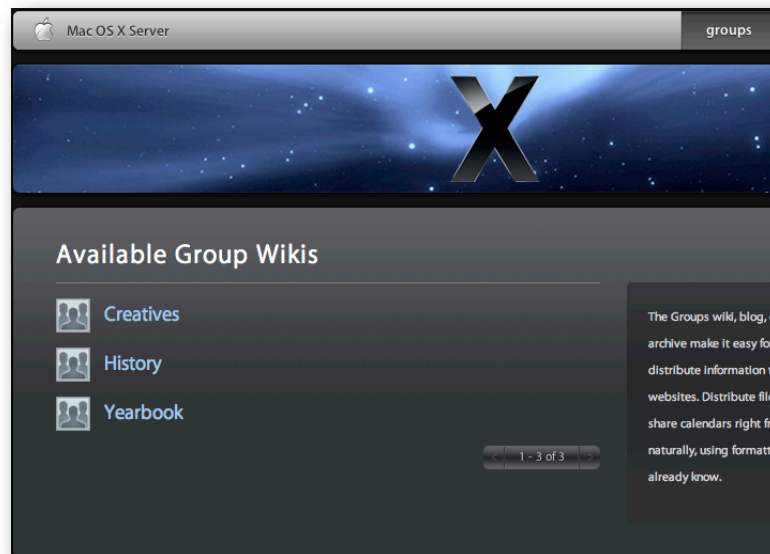 Mac OS X Server
groups
X
Available Group Wikis
Creatives
History
Yearbook
1 - 3 of 3
The Groups wiki, blog,
archive make it easy fo
distribute information t
websites. Distribute file
share calendars right fr
naturally, using formatt
already know.